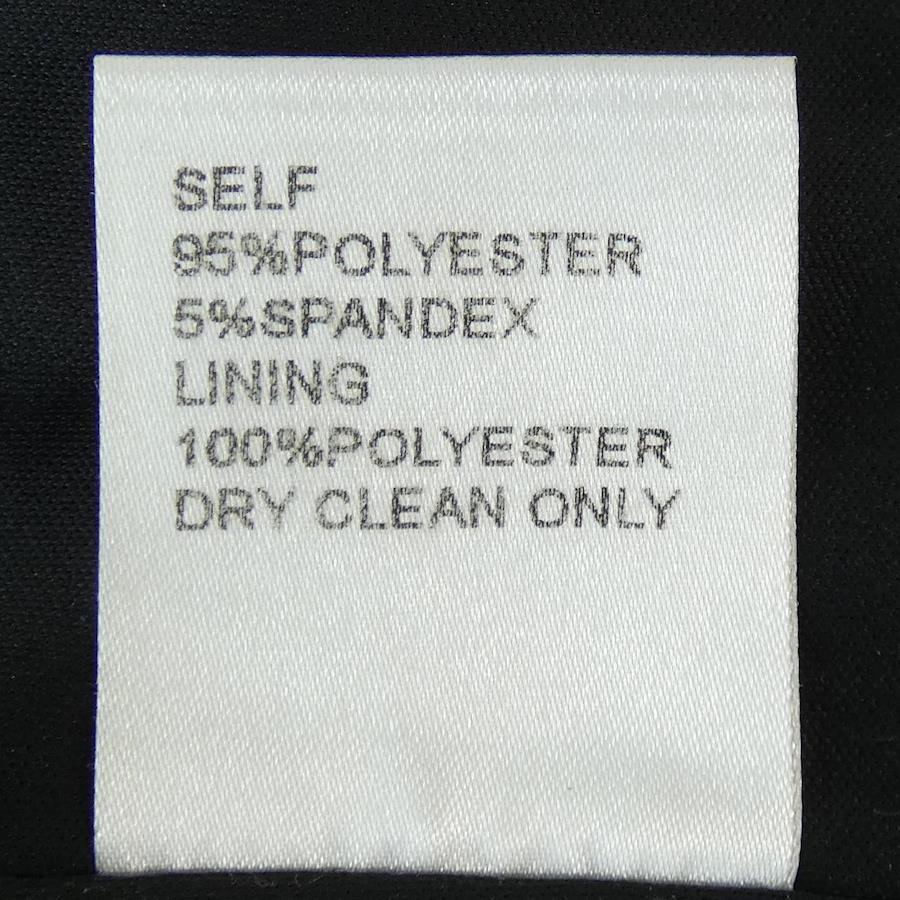 SELF
95%POLYESTER
5%SPANDEX
LINING
100%POLYESTER
DRY CLEAN ONLY